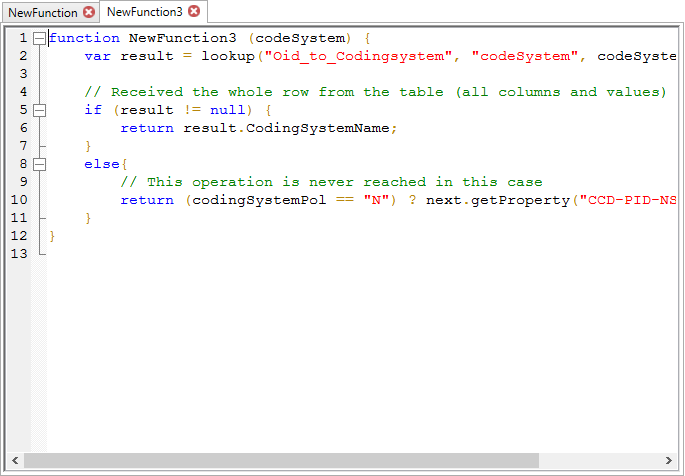 NewFunction NewFunction3
1 function NewFunction3 (codeSystem) {
2     var result = lookup("Oid_to_Codingsystem", "codeSystem", codeSyste
3
4     // Received the whole row from the table (all columns and values)
5     if (result != null) {
6         return result.CodingSystemName;
7     }
8     else{
9         // This operation is never reached in this case
10         return (codingSystemPol == "N") ? next.getProperty("CCD-PID-NS
11     }
12 }
13